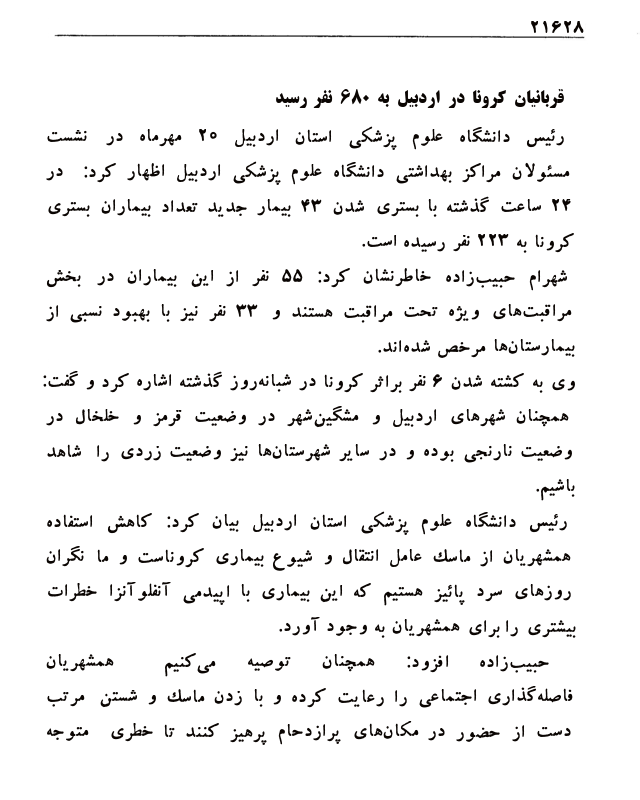 ۲۱۶۲۸
قربانیان کرونا در اردبیل به ۶۸۰ نفر رسید
رئیس دانشگاه علوم پزشکی استان اردبیل ۲۰ مهرماه در نشست
مسئولان مراکز بهداشتی دانشگاه علوم پزشکی اردبیل اظهار کرد: در
۲۴ ساعت گذشته با بستری شدن ۴۳ بیمار جدید تعداد بیماران بستری
کرونا به ۲۲۳ نفر رسیده است.
شهرام حبیب‌زاده خاطرنشان کرد: ۵۵ نفر از این بیماران در بخش
مراقبت‌های ویژه تحت مراقبت هستند و ۳۳ نفر نیز با بهبود نسبی از
بیمارستان‌ها مرخص شده‌اند.
وی به کشته شدن ۶ نفر براثر کرونا در شبانه‌روز گذشته اشاره کرد و گفت:
همچنان شهرهای اردبیل و مشگین‌شهر در وضعیت قرمز و خلخال در
وضعیت نارنجی بوده و در سایر شهرستان‌ها نیز وضعیت زردی را شاهد
باشیم.
رئیس دانشگاه علوم پزشکی استان اردبیل بیان کرد: کاهش استفاده
همشهریان از ماسک عامل انتقال و شیوع بیماری کروناست و ما نگران
روزهای سرد پائیز هستیم که این بیماری با اپیدمی آنفلوآنزا خطرات
بیشتری را برای همشهریان به وجود آورد.
حبیب‌زاده افزود: همچنان توصیه می‌کنیم همشهریان
فاصله‌گذاری اجتماعی را رعایت کرده و با زدن ماسک و شستن مرتب
دست از حضور در مکان‌های پرازدحام پرهیز کنند تا خطری متوجه